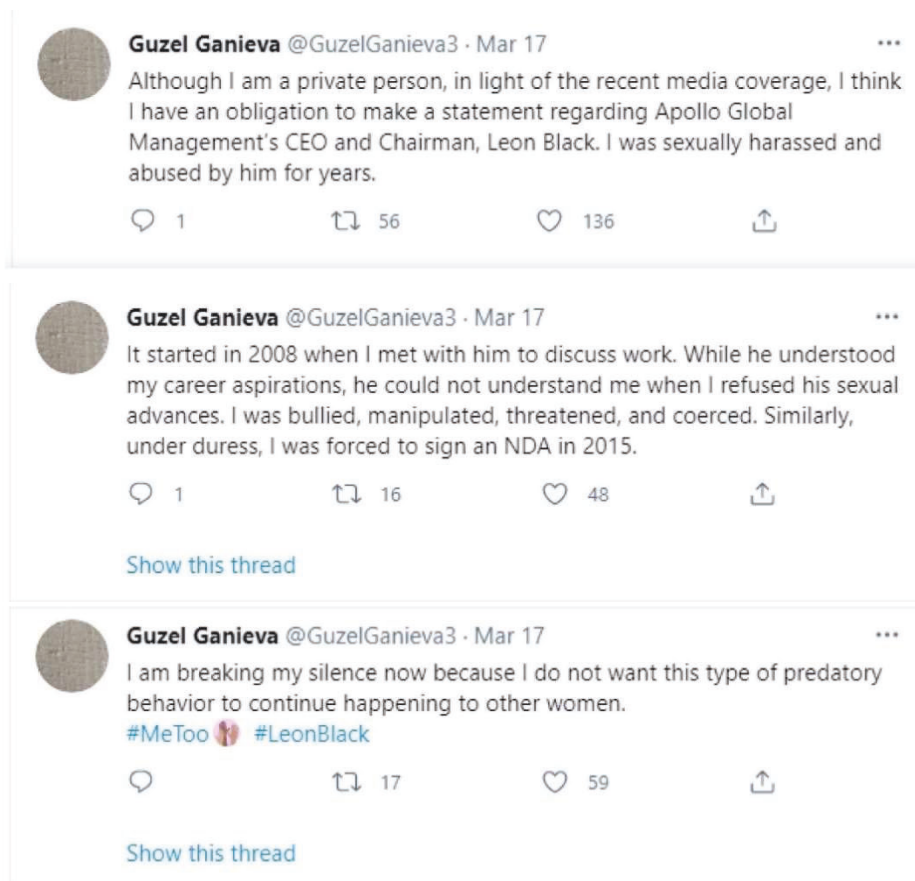 Guzel Ganieva @GuzelGanieva3 · Mar 17
Although I am a private person, in light of the recent media coverage, I think
I have an obligation to make a statement regarding Apollo Global
Management's CEO and Chairman, Leon Black. I was sexually harassed and
abused by him for years.
1 56 136
Guzel Ganieva @GuzelGanieva3 · Mar 17
It started in 2008 when I met with him to discuss work. While he understood
my career aspirations, he could not understand me when I refused his sexual
advances. I was bullied, manipulated, threatened, and coerced. Similarly,
under duress, I was forced to sign an NDA in 2015.
1 16 48
Show this thread
Guzel Ganieva @GuzelGanieva3 · Mar 17
I am breaking my silence now because I do not want this type of predatory
behavior to continue happening to other women.
#MeToo #LeonBlack
17 59
Show this thread